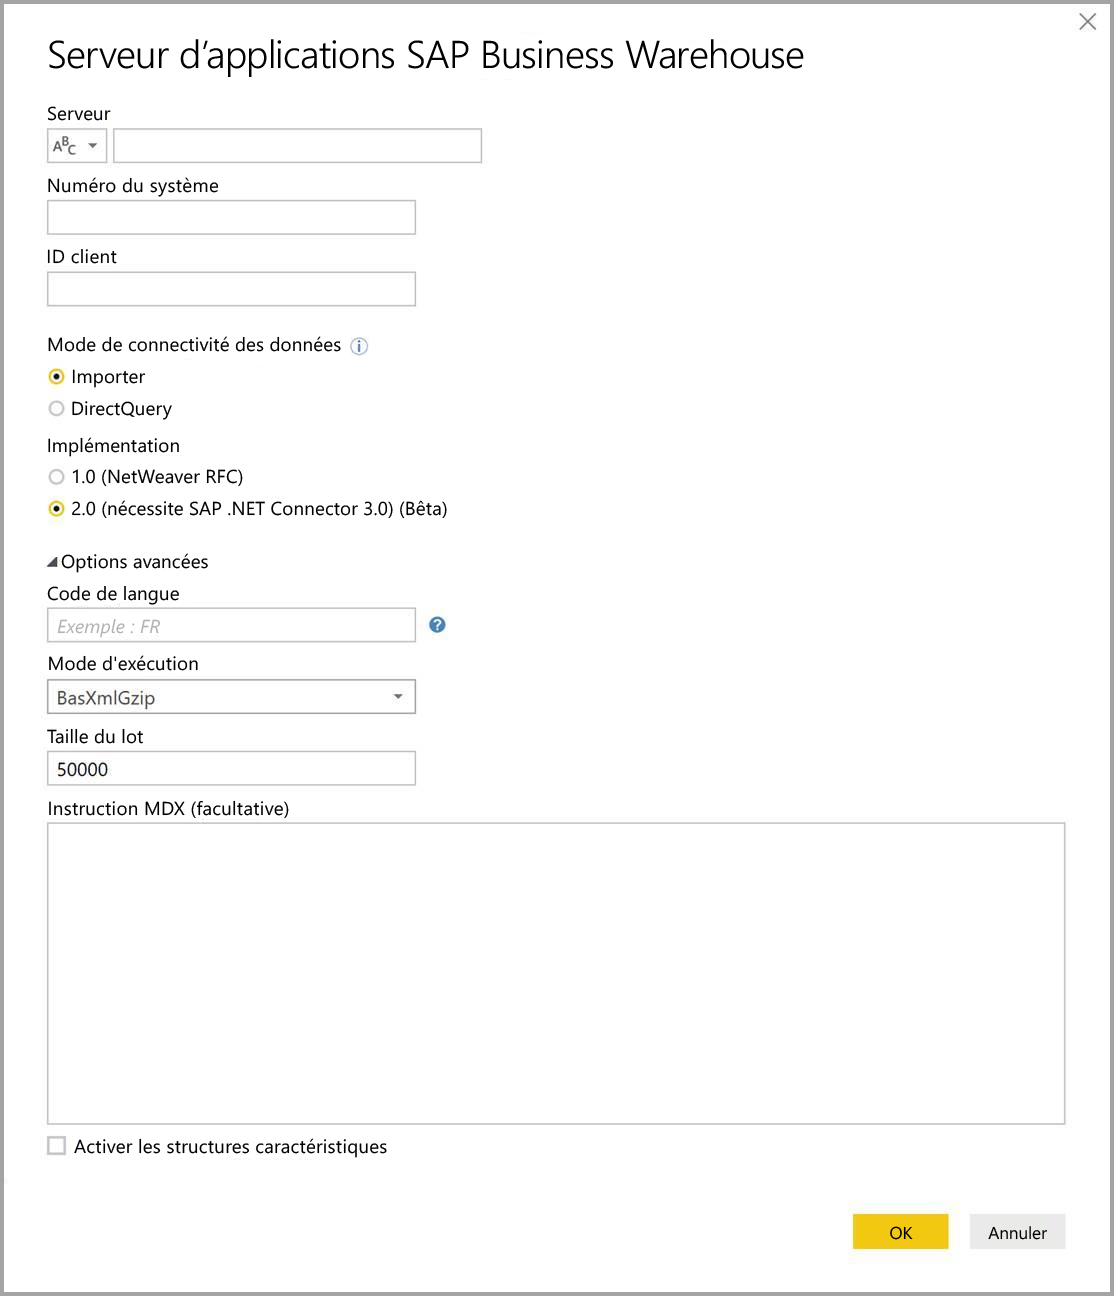 Serveur d’applications SAP Business Warehouse
Serveur
ABC
Numéro du système
ID client
Mode de connectivité des données
Importer
DirectQuery
Implémentation
1.0 (NetWeaver RFC)
2.0 (nécessite SAP .NET Connector 3.0) (Bêta)
Options avancées
Code de langue
Exemple : FR
Mode d'exécution
BasXmlGzip
Taille du lot
50000
Instruction MDX (facultative)
Activer les structures caractéristiques
OK
Annuler